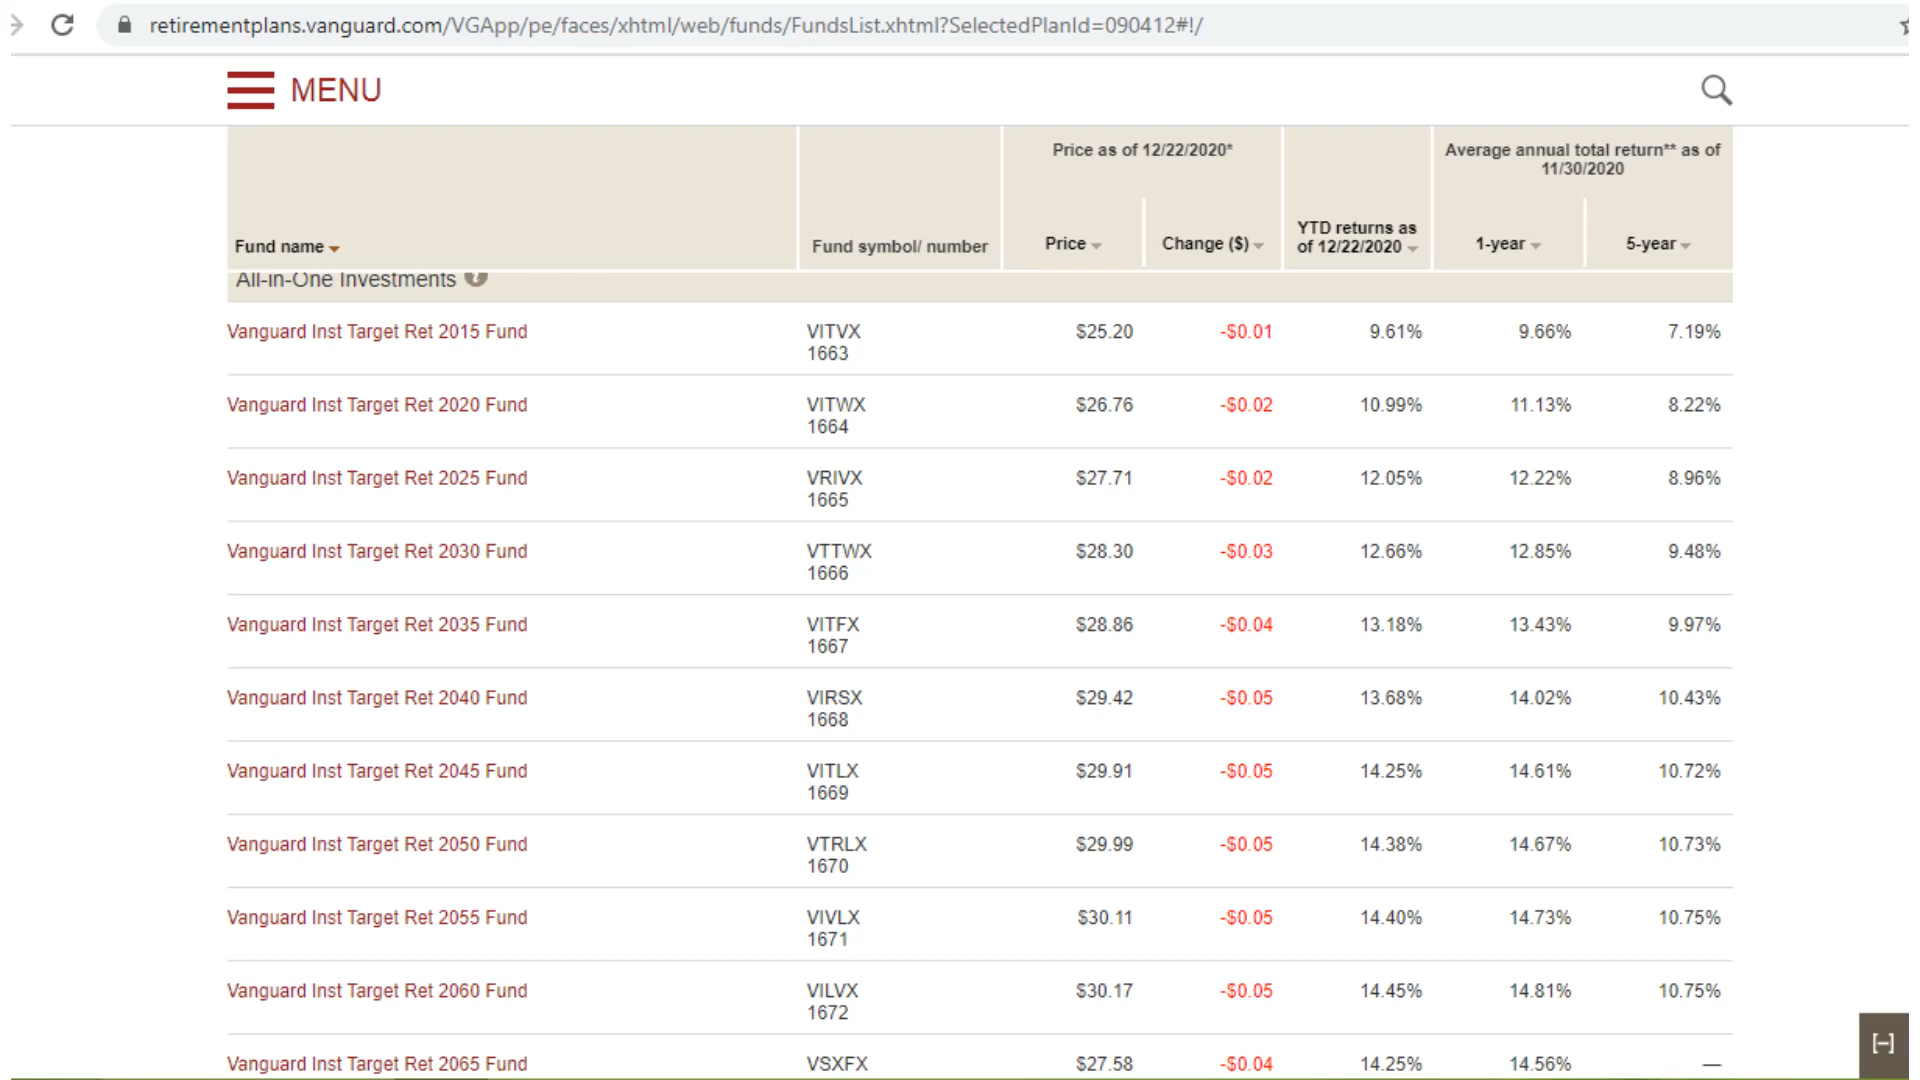 retirementplans.vanguard.com/VGApp/pe/faces/xhtml/web/funds/FundsList.xhtml?SelectedPlanId=090412#!/
MENU
Price as of 12/22/2020*
Average annual total return** as of
11/30/2020
Fund name
Fund symbol/ number
Price
Change ($)
YTD returns as
of 12/22/2020
1-year
5-year
All-in-One Investments ?
Vanguard Inst Target Ret 2015 Fund VITVX $25.20 -$0.01 9.61% 9.66% 7.19%
1663
Vanguard Inst Target Ret 2020 Fund VITWX $26.76 -$0.02 10.99% 11.13% 8.22%
1664
Vanguard Inst Target Ret 2025 Fund VRIVX $27.71 -$0.02 12.05% 12.22% 8.96%
1665
Vanguard Inst Target Ret 2030 Fund VTTWX $28.30 -$0.03 12.66% 12.85% 9.48%
1666
Vanguard Inst Target Ret 2035 Fund VITFX $28.86 -$0.04 13.18% 13.43% 9.97%
1667
Vanguard Inst Target Ret 2040 Fund VIRSX $29.42 -$0.05 13.68% 14.02% 10.43%
1668
Vanguard Inst Target Ret 2045 Fund VITLX $29.91 -$0.05 14.25% 14.61% 10.72%
1669
Vanguard Inst Target Ret 2050 Fund VTRLX $29.99 -$0.05 14.38% 14.67% 10.73%
1670
Vanguard Inst Target Ret 2055 Fund VIVLX $30.11 -$0.05 14.40% 14.73% 10.75%
1671
Vanguard Inst Target Ret 2060 Fund VILVX $30.17 -$0.05 14.45% 14.81% 10.75%
1672
Vanguard Inst Target Ret 2065 Fund VSXFX $27.58 -$0.04 14.25% 14.56% —
[–]